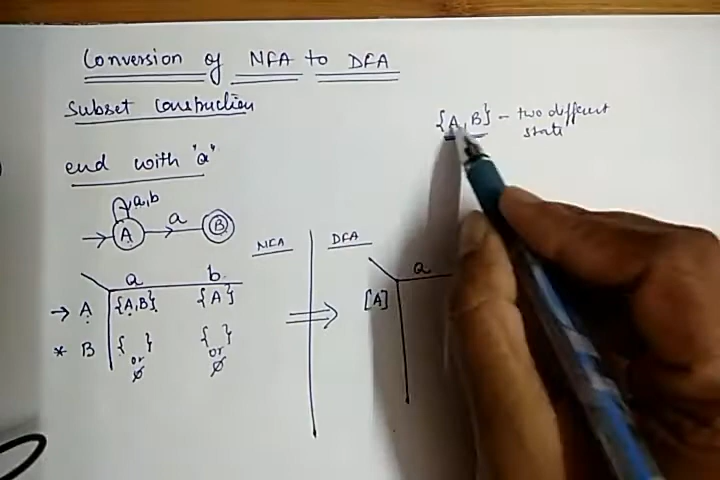 Conversion of NFA to DFA
Subset Construction
{A, B} - two different
state
end with "a"
a,b
a
A
B
NFA
DFA
a b
→ A {A,B} {A}
* B { } { }
or or
∅ ∅
a
[A]